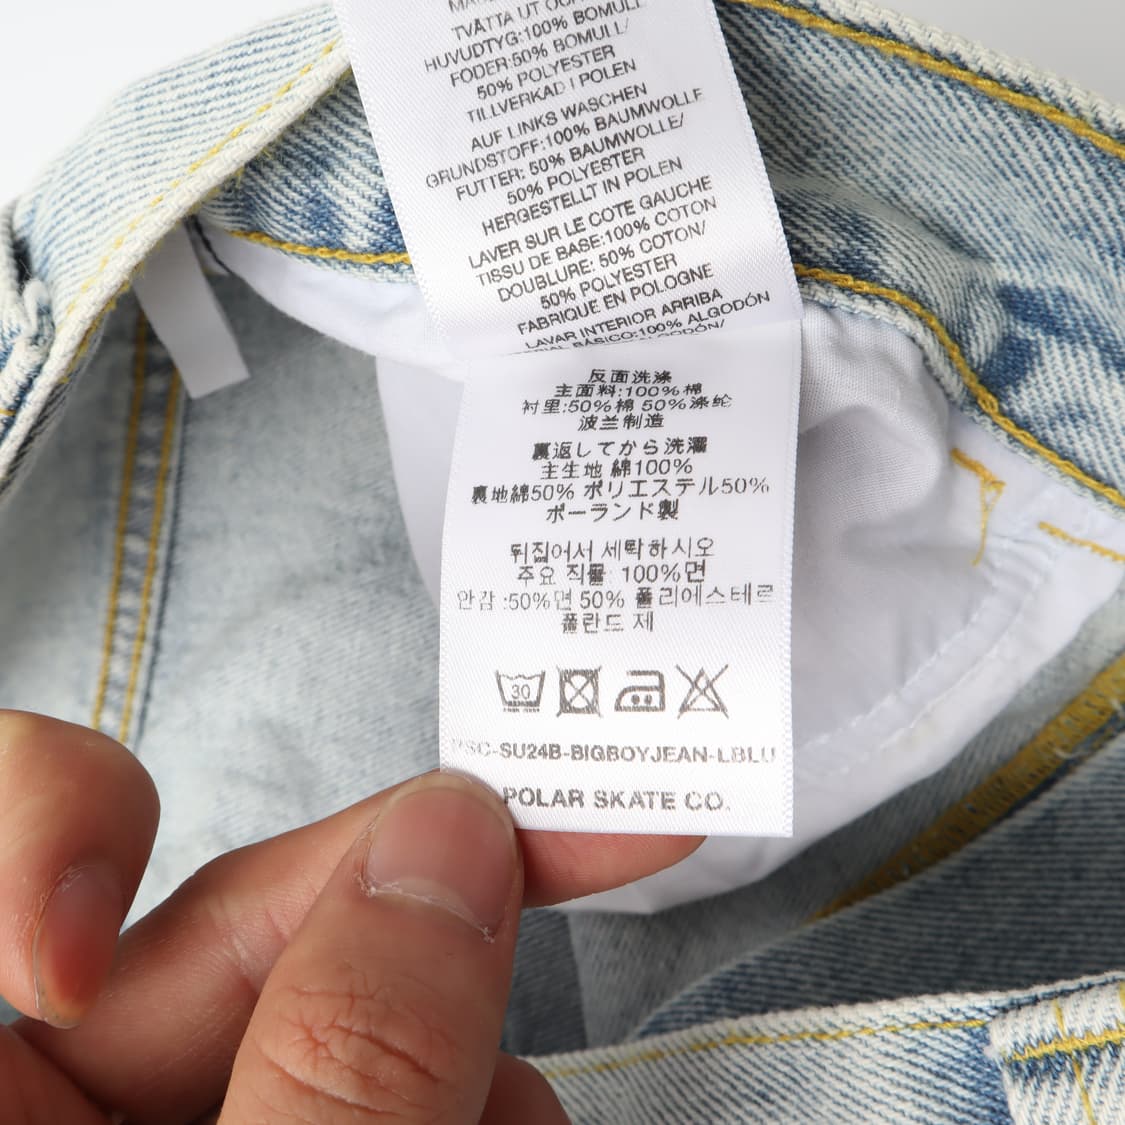 TVÄTTA UT OCH
HUVUDTYG:100% BOMULL
FODER:50% BOMULL/
50% POLYESTER
TILLVERKAD I POLEN
AUF LINKS WASCHEN
GRUNDSTOFF:100% BAUMWOLLE
FUTTER: 50% BAUMWOLLE/
50% POLYESTER
HERGESTELLT IN POLEN
LAVER SUR LE COTE GAUCHE
TISSU DE BASE:100% COTON
DOUBLURE: 50% COTON/
50% POLYESTER
FABRIQUE EN POLOGNE
LAVAR INTERIOR ARRIBA
BÁSICO:100% ALGODÓN/
反面洗涤
主面料:100%棉
衬里:50%棉 50%涤纶
波兰制造
裏返してから洗濯
主生地 綿100%
裏地綿50% ポリエステル50%
ポーランド製
뒤집어서 세탁하시오
주요 직물: 100%면
안감 :50%면 50% 폴리에스테르
폴란드 제
30
PSC-SU24B-BIGBOYJEAN-LBLU
POLAR SKATE CO.